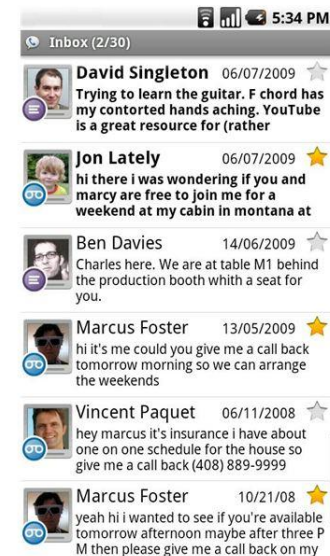 5:34 PM
Inbox (2/30)
David Singleton 06/07/2009
Trying to learn the guitar. F chord has
my contorted hands aching. YouTube
is a great resource for (rather
Jon Lately 06/07/2009
hi there i was wondering if you and
marcy are free to join me for a
weekend at my cabin in montana at
Ben Davies 14/06/2009
Charles here. We are at table M1 behind
the production booth whith a seat for
you.
Marcus Foster 13/05/2009
hi it's me could you give me a call back
tomorrow morning so we can arrange
the weekends
Vincent Paquet 06/11/2008
hey marcus it's insurance i have about
one on one schedule for the house so
give me a call back (408) 889-9999
Marcus Foster 10/21/08
yeah hi i wanted to see if you're available
tomorrow afternoon maybe after three P
M then please give me a call back on my